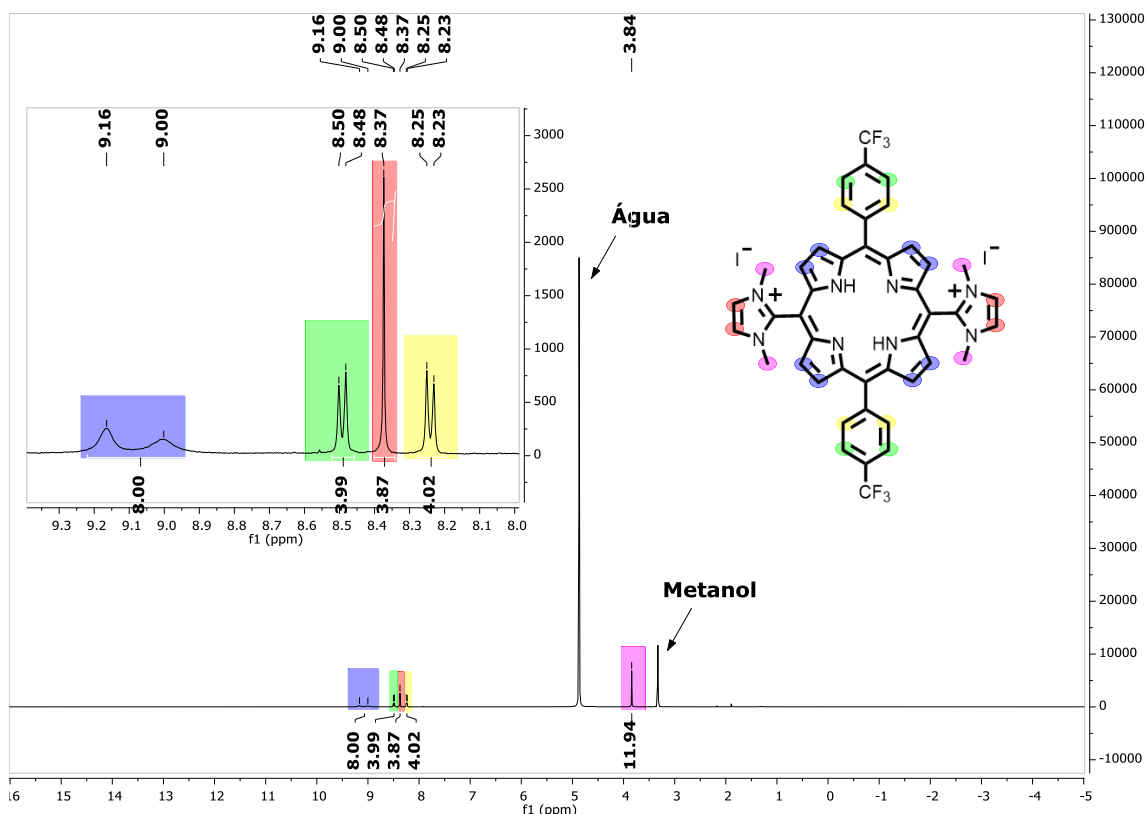 9.16
9.00
8.50
8.48
8.37
8.25
8.23
3.84
9.16
9.00
8.50
8.48
8.37
8.25
8.23
3000
2500
2000
1500
1000
500
0
8.00
3.99
3.87
4.02
9.3 9.2 9.1 9.0 8.9 8.8 8.7 8.6 8.5 8.4 8.3 8.2 8.1 8.0
f1 (ppm)
Água
Metanol
CF3
I−
I−
N
+
N
NH
N
N
HN
+
N
N
CF3
8.00
3.99
3.87
4.02
11.94
130000
120000
110000
100000
90000
80000
70000
60000
50000
40000
30000
20000
10000
0
-10000
16 15 14 13 12 11 10 9 8 7 6 5 4 3 2 1 0 -1 -2 -3 -4 -5
f1 (ppm)